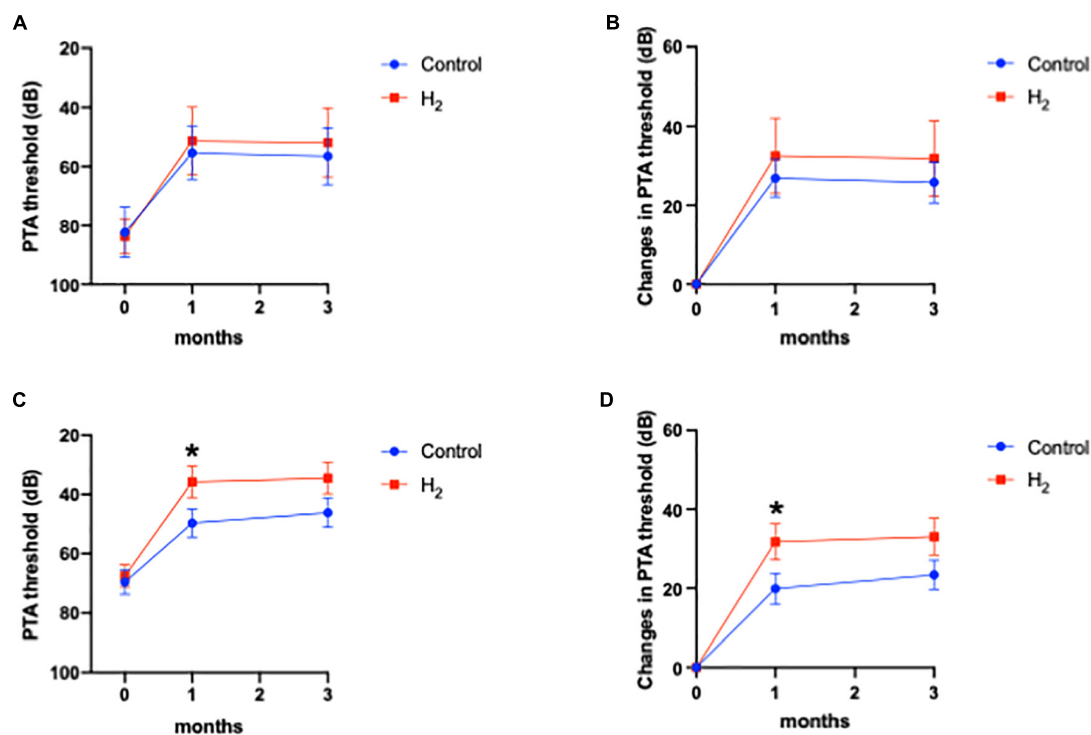 A
PTA threshold (dB)
20
40
60
80
100
0 1 2 3
months
Control
H₂
B
Changes in PTA threshold (dB)
60
40
20
0
0 1 2 3
months
Control
H₂
C
PTA threshold (dB)
20
40
60
80
100
*
0 1 2 3
months
Control
H₂
D
Changes in PTA threshold (dB)
60
40
20
0
*
0 1 2 3
months
Control
H₂